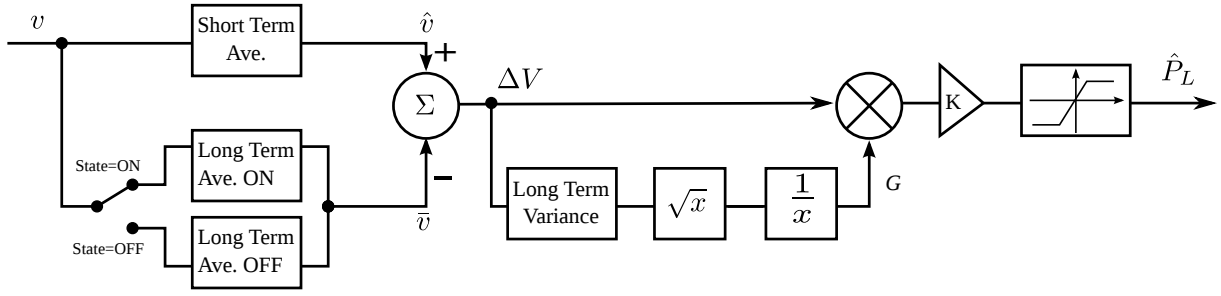 v
Short Term
Ave.
v̂
+
Σ
ΔV
K
P̂_L
State=ON
Long Term
Ave. ON
−
v̄
State=OFF
Long Term
Ave. OFF
Long Term
Variance
√x
1/x
G